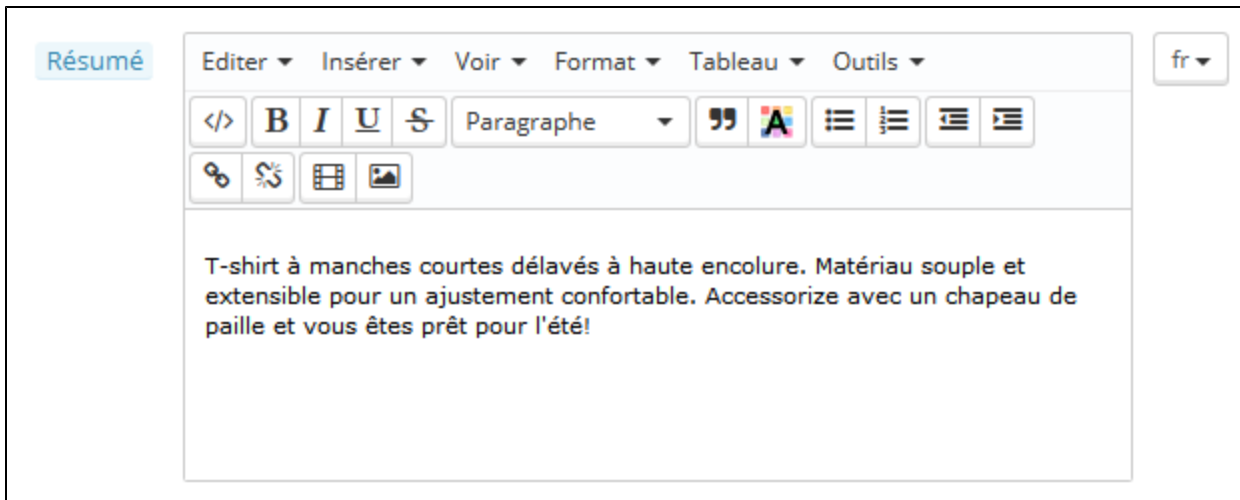 Résumé
Editer Insérer Voir Format Tableau Outils
fr
</> B I U S Paragraphe ” A
T-shirt à manches courtes délavés à haute encolure. Matériau souple et
extensible pour un ajustement confortable. Accessorize avec un chapeau de
paille et vous êtes prêt pour l'été!